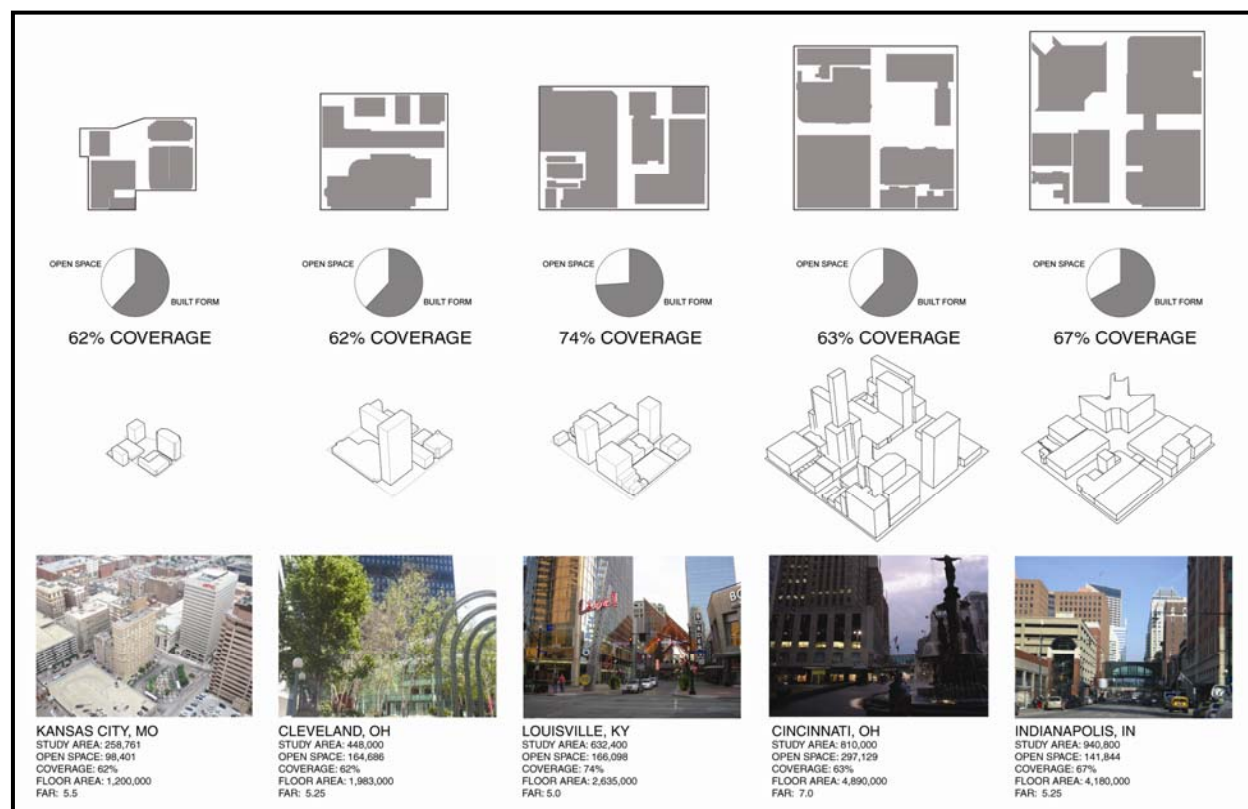 OPEN SPACE
BUILT FORM
62% COVERAGE
OPEN SPACE
BUILT FORM
62% COVERAGE
OPEN SPACE
BUILT FORM
74% COVERAGE
OPEN SPACE
BUILT FORM
63% COVERAGE
OPEN SPACE
BUILT FORM
67% COVERAGE
Live!
KANSAS CITY, MO
STUDY AREA: 258,761
OPEN SPACE: 98,401
COVERAGE: 62%
FLOOR AREA: 1,200,000
FAR: 5.5
CLEVELAND, OH
STUDY AREA: 448,000
OPEN SPACE: 164,686
COVERAGE: 62%
FLOOR AREA: 1,983,000
FAR: 5.25
LOUISVILLE, KY
STUDY AREA: 632,400
OPEN SPACE: 166,098
COVERAGE: 74%
FLOOR AREA: 2,635,000
FAR: 5.0
CINCINNATI, OH
STUDY AREA: 810,000
OPEN SPACE: 297,129
COVERAGE: 63%
FLOOR AREA: 4,890,000
FAR: 7.0
INDIANAPOLIS, IN
STUDY AREA: 940,800
OPEN SPACE: 141,844
COVERAGE: 67%
FLOOR AREA: 4,180,000
FAR: 5.25